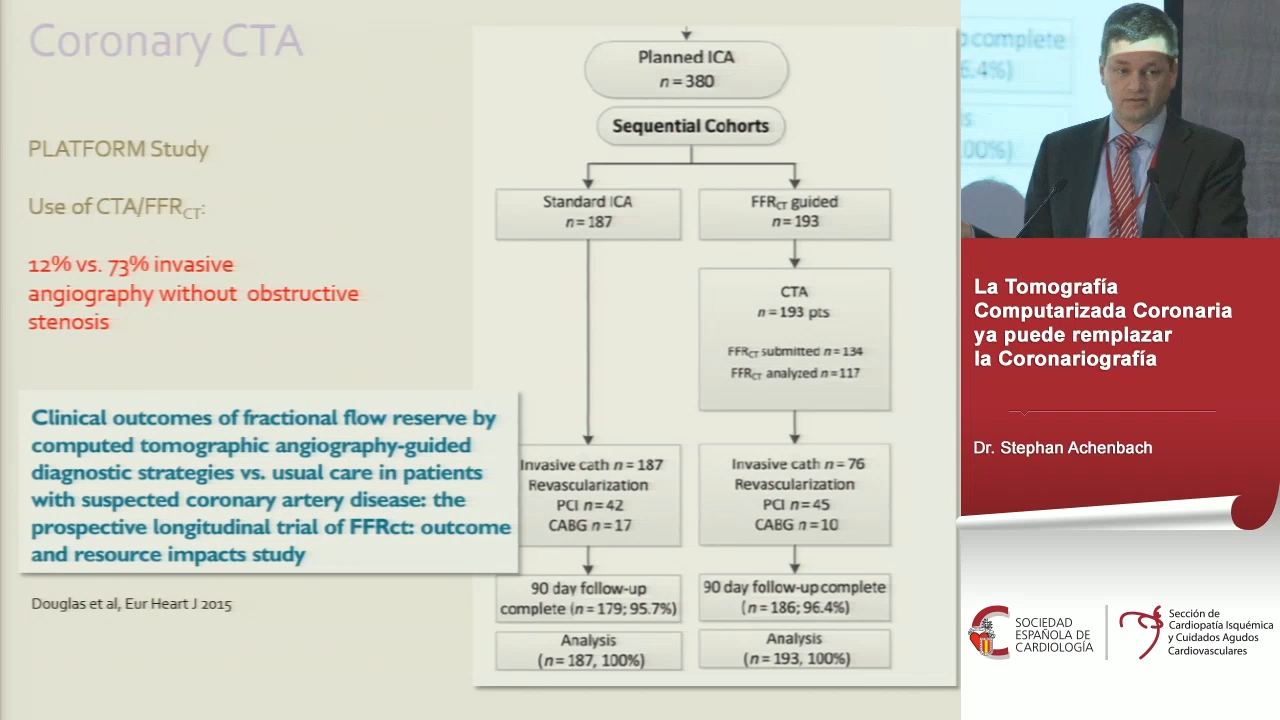 Coronary CTA
PLATFORM Study
Use of CTA/FFRCT:
12% vs. 73% invasive
angiography without obstructive
stenosis
Clinical outcomes of fractional flow reserve by
computed tomographic angiography-guided
diagnostic strategies vs. usual care in patients
with suspected coronary artery disease: the
prospective longitudinal trial of FFRct: outcome
and resource impacts study
Douglas et al, Eur Heart J 2015
Planned ICA
n = 380
Sequential Cohorts
Standard ICA
n = 187
FFRCT guided
n = 193
CTA
n = 193 pts
FFRCT submitted n = 134
FFRCT analyzed n = 117
Invasive cath n = 187
Revascularization
PCI n = 42
CABG n = 17
Invasive cath n = 76
Revascularization
PCI n = 45
CABG n = 10
90 day follow-up
complete (n = 179; 95.7%)
90 day follow-up complete
(n = 186; 96.4%)
Analysis
(n = 187, 100%)
Analysis
(n = 193, 100%)
complete
6.4%)
00%)
La Tomografía
Computarizada Coronaria
ya puede remplazar
la Coronariografía
Dr. Stephan Achenbach
SOCIEDAD
ESPAÑOLA DE
CARDIOLOGÍA
Sección de
Cardiopatía Isquémica
y Cuidados Agudos
Cardiovasculares